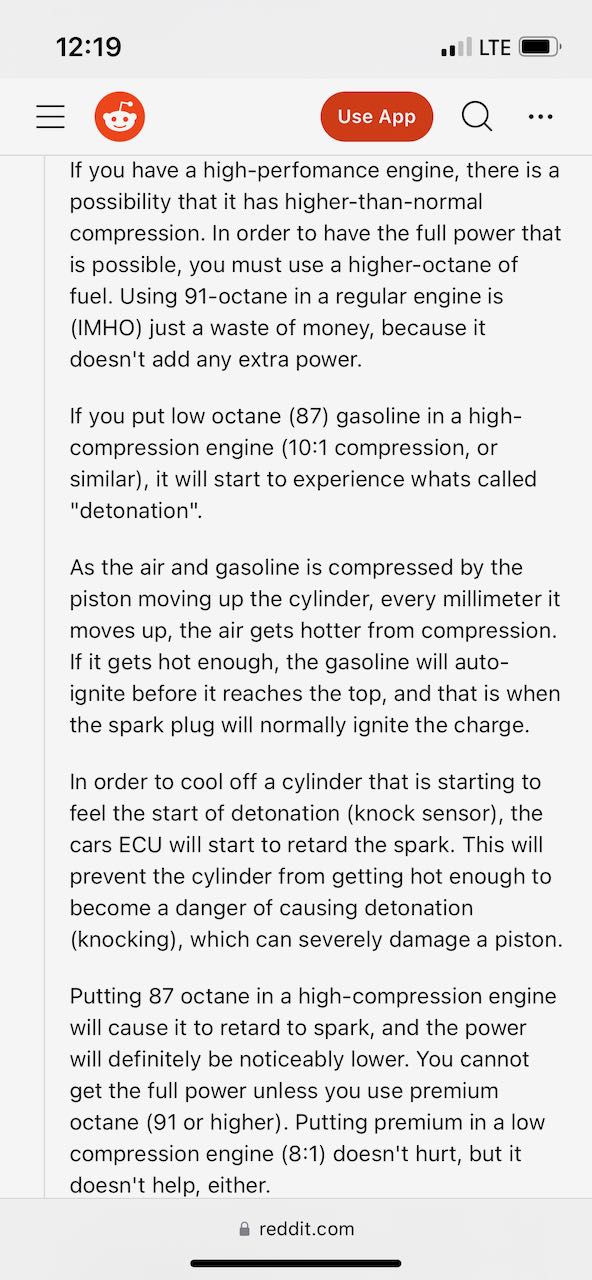 12:19
LTE
Use App
If you have a high-perfomance engine, there is a
possibility that it has higher-than-normal
compression. In order to have the full power that
is possible, you must use a higher-octane of
fuel. Using 91-octane in a regular engine is
(IMHO) just a waste of money, because it
doesn't add any extra power.
If you put low octane (87) gasoline in a high-
compression engine (10:1 compression, or
similar), it will start to experience whats called
"detonation".
As the air and gasoline is compressed by the
piston moving up the cylinder, every millimeter it
moves up, the air gets hotter from compression.
If it gets hot enough, the gasoline will auto-
ignite before it reaches the top, and that is when
the spark plug will normally ignite the charge.
In order to cool off a cylinder that is starting to
feel the start of detonation (knock sensor), the
cars ECU will start to retard the spark. This will
prevent the cylinder from getting hot enough to
become a danger of causing detonation
(knocking), which can severely damage a piston.
Putting 87 octane in a high-compression engine
will cause it to retard to spark, and the power
will definitely be noticeably lower. You cannot
get the full power unless you use premium
octane (91 or higher). Putting premium in a low
compression engine (8:1) doesn't hurt, but it
doesn't help, either.
reddit.com